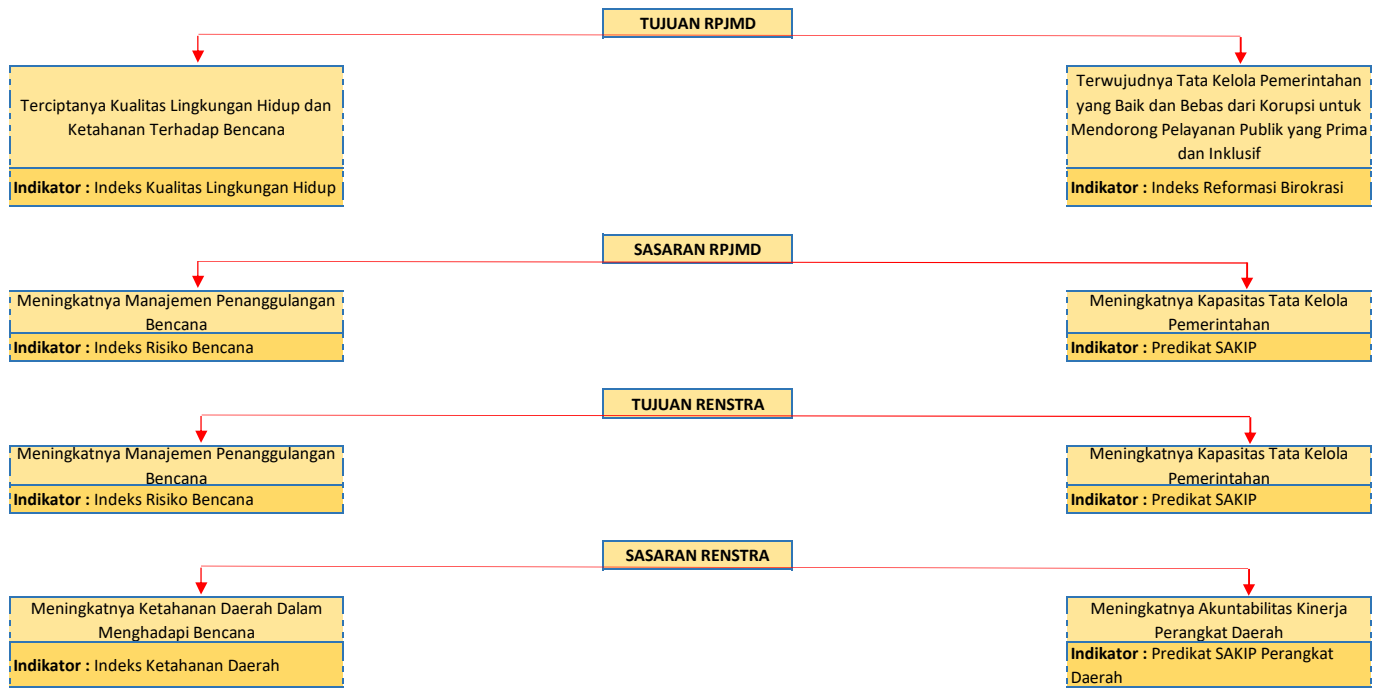 TUJUAN RPJMD
Terciptanya Kualitas Lingkungan Hidup dan
Ketahanan Terhadap Bencana
Indikator : Indeks Kualitas Lingkungan Hidup
Terwujudnya Tata Kelola Pemerintahan
yang Baik dan Bebas dari Korupsi untuk
Mendorong Pelayanan Publik yang Prima
dan Inklusif
Indikator : Indeks Reformasi Birokrasi
SASARAN RPJMD
Meningkatnya Manajemen Penanggulangan
Bencana
Indikator : Indeks Risiko Bencana
Meningkatnya Kapasitas Tata Kelola
Pemerintahan
Indikator : Predikat SAKIP
TUJUAN RENSTRA
Meningkatnya Manajemen Penanggulangan
Bencana
Indikator : Indeks Risiko Bencana
Meningkatnya Kapasitas Tata Kelola
Pemerintahan
Indikator : Predikat SAKIP
SASARAN RENSTRA
Meningkatnya Ketahanan Daerah Dalam
Menghadapi Bencana
Indikator : Indeks Ketahanan Daerah
Meningkatnya Akuntabilitas Kinerja
Perangkat Daerah
Indikator : Predikat SAKIP Perangkat
Daerah